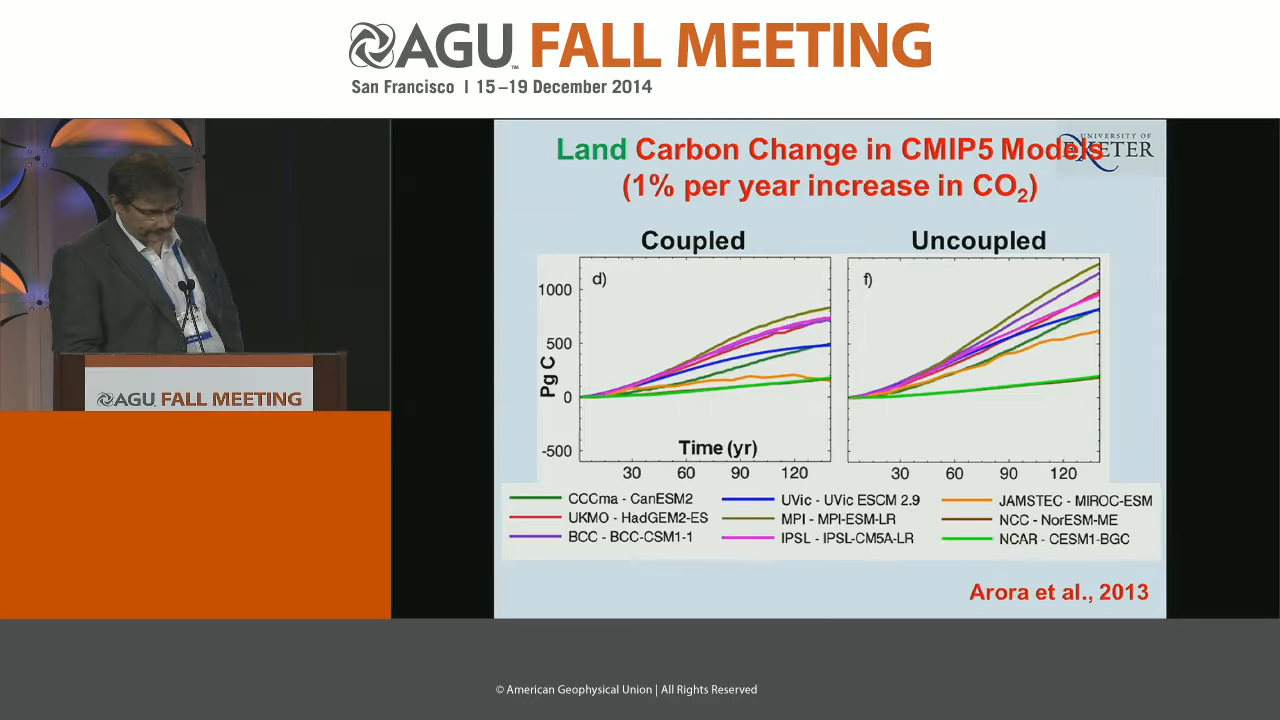 AGU FALL MEETING
™
San Francisco | 15–19 December 2014
Land Carbon Change in CMIP5 Models
(1% per year increase in CO₂)
UNIVERSITY OF
EXETER
Coupled
Uncoupled
d)
f)
1000
500
0
-500
Pg C
Time (yr)
30 60 90 120
30 60 90 120
CCCma - CanESM2
UVic - UVic ESCM 2.9
JAMSTEC - MIROC-ESM
UKMO - HadGEM2-ES
MPI - MPI-ESM-LR
NCC - NorESM-ME
BCC - BCC-CSM1-1
IPSL - IPSL-CM5A-LR
NCAR - CESM1-BGC
Arora et al., 2013
AGU FALL MEETING
© American Geophysical Union | All Rights Reserved